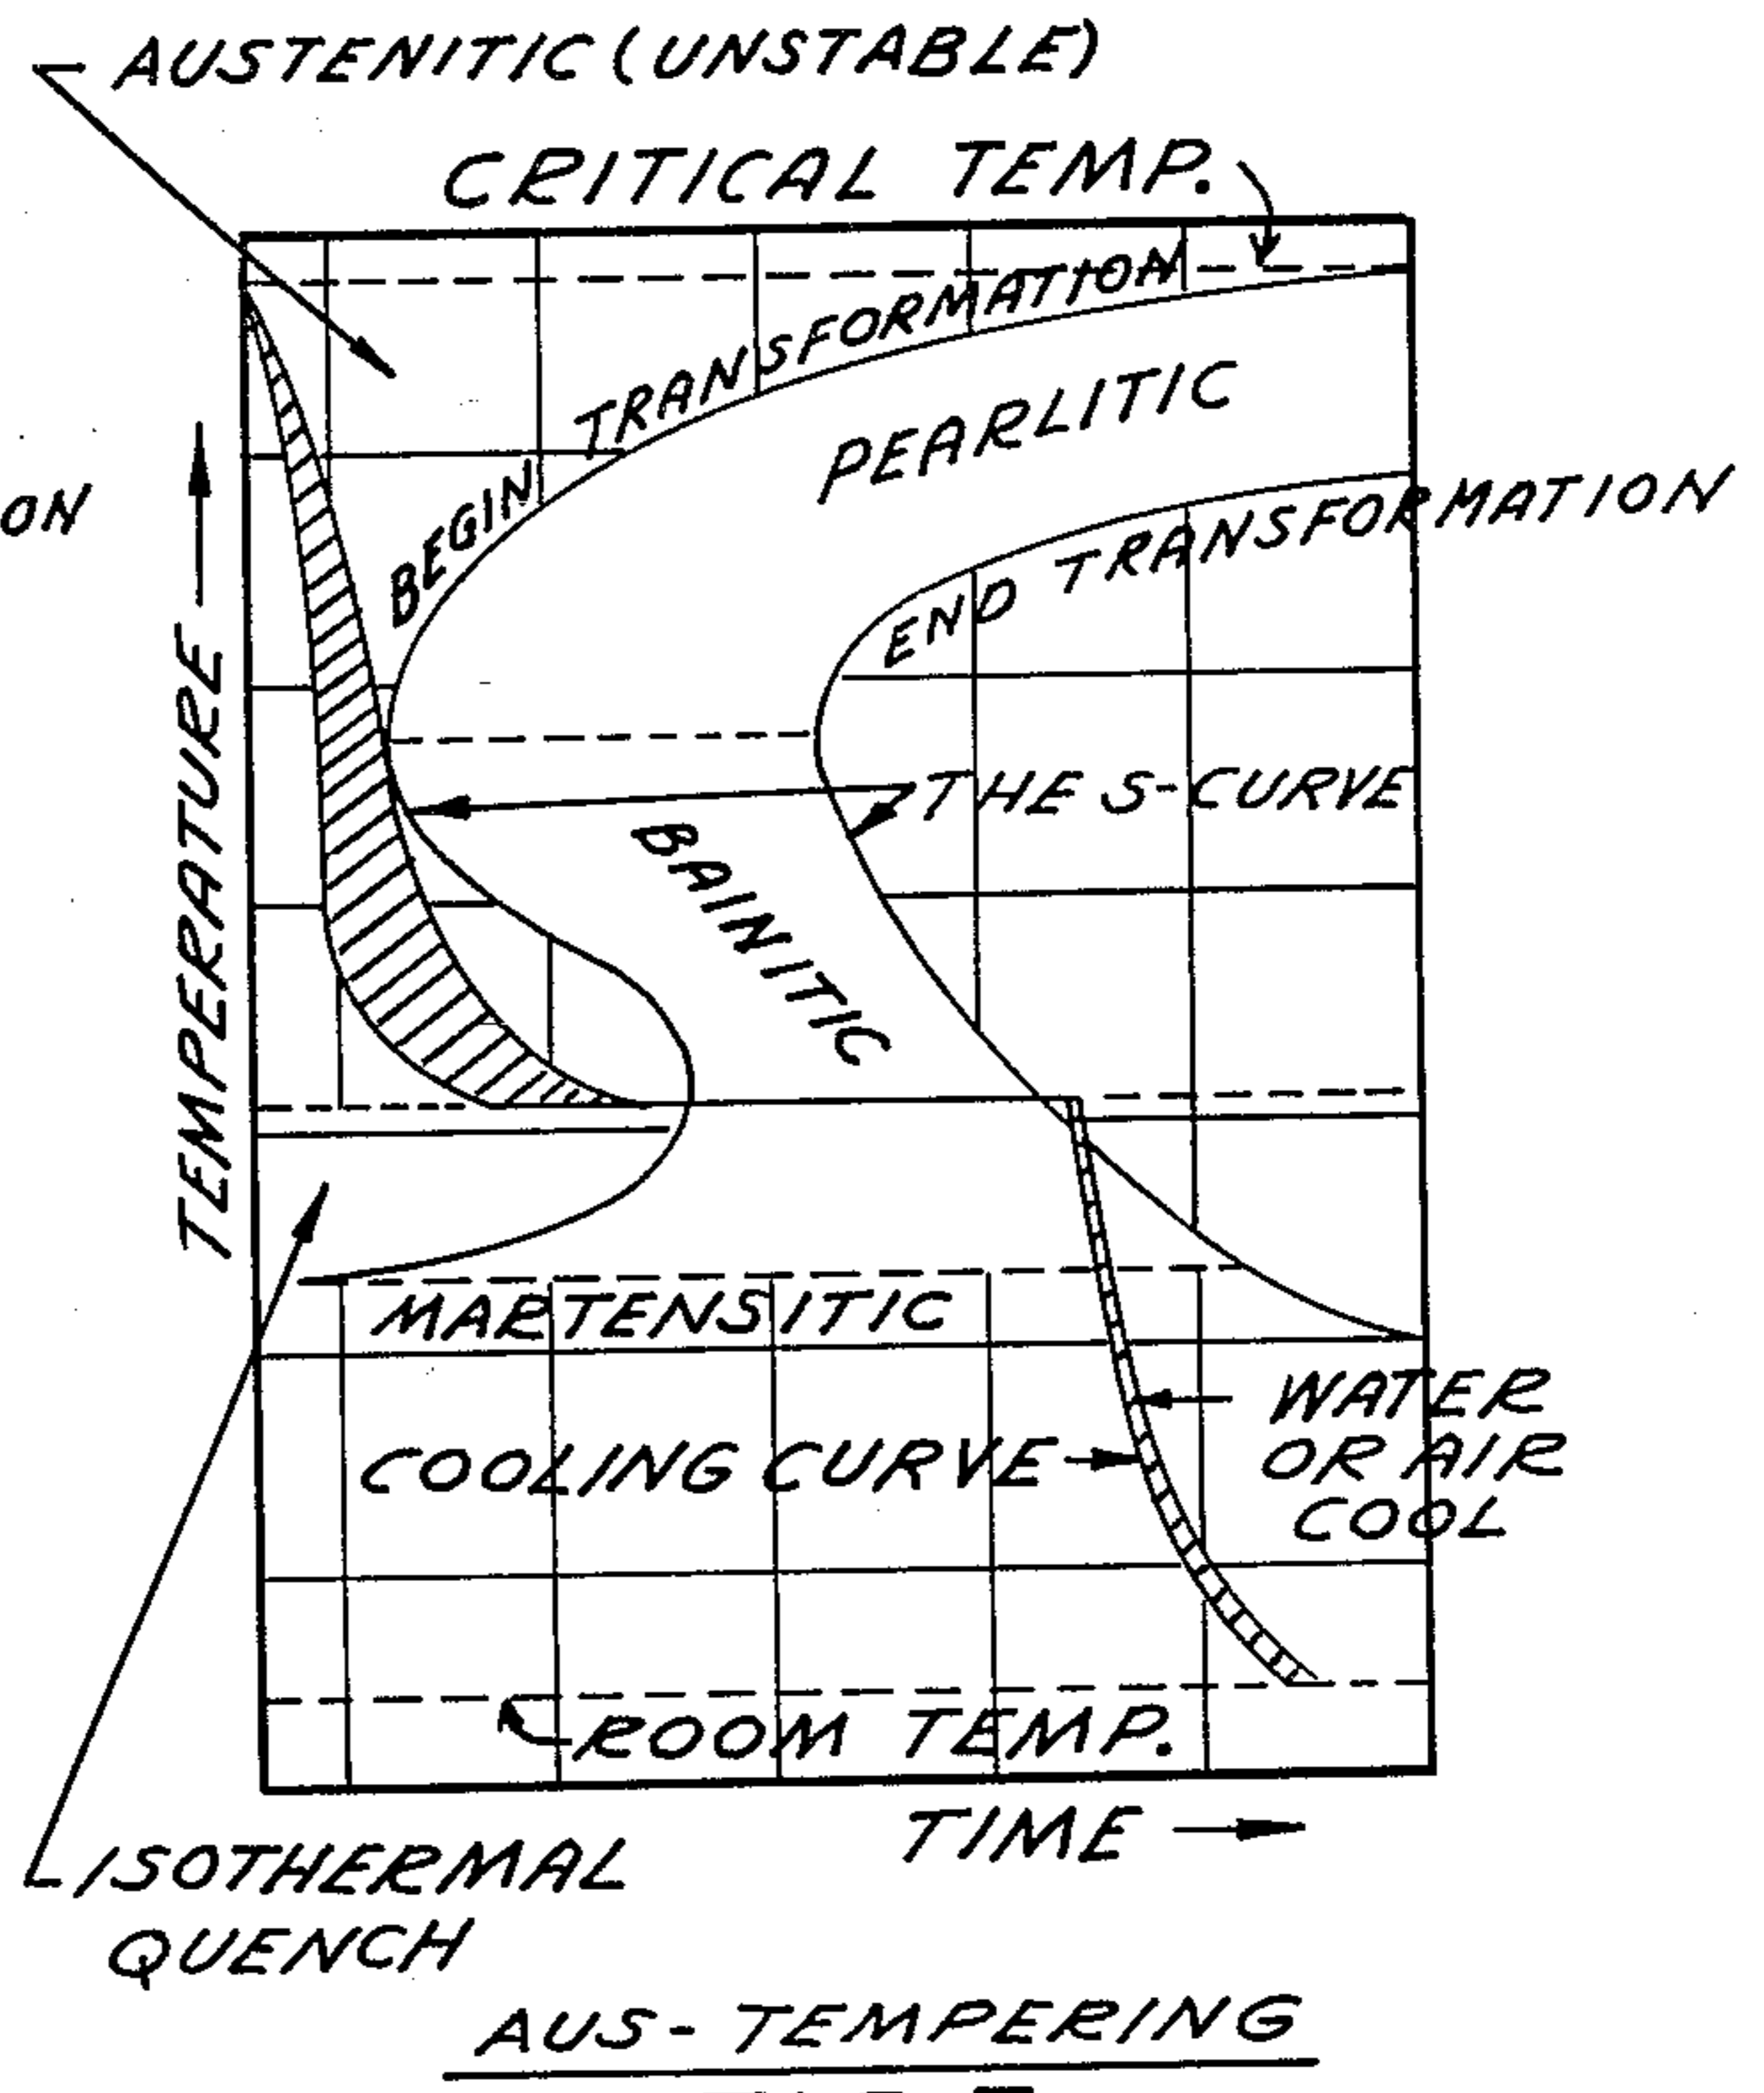 AUSTENITIC (UNSTABLE)
CRITICAL TEMP.
BEGIN TRANSFORMATION
PEARLITIC
ON
END TRANSFORMATION
TEMPERATURE
THE S-CURVE
BAINITIC
MARTENSITIC
WATER
OR AIR
COOL
COOLING CURVE
ROOM TEMP.
TIME
ISOTHERMAL
QUENCH
AUS-TEMPERING